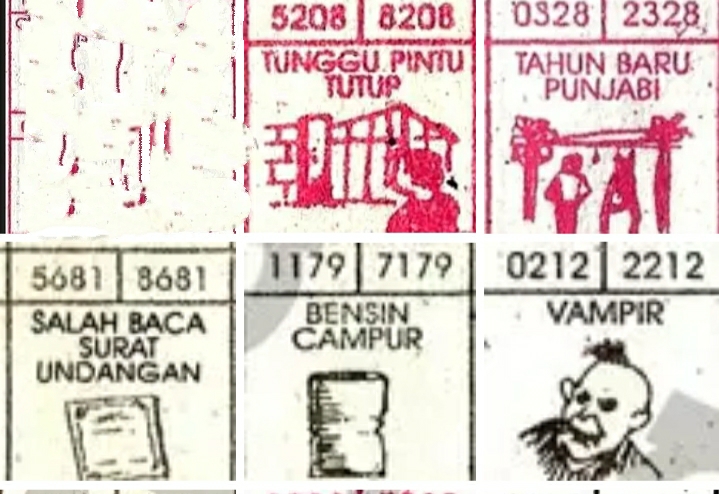 5208 8208
TUNGGU PINTU
TUTUP
0328 2328
TAHUN BARU
PUNJABI
5681 8681
SALAH BACA
SURAT
UNDANGAN
1179 7179
BENSIN
CAMPUR
0212 2212
VAMPIR